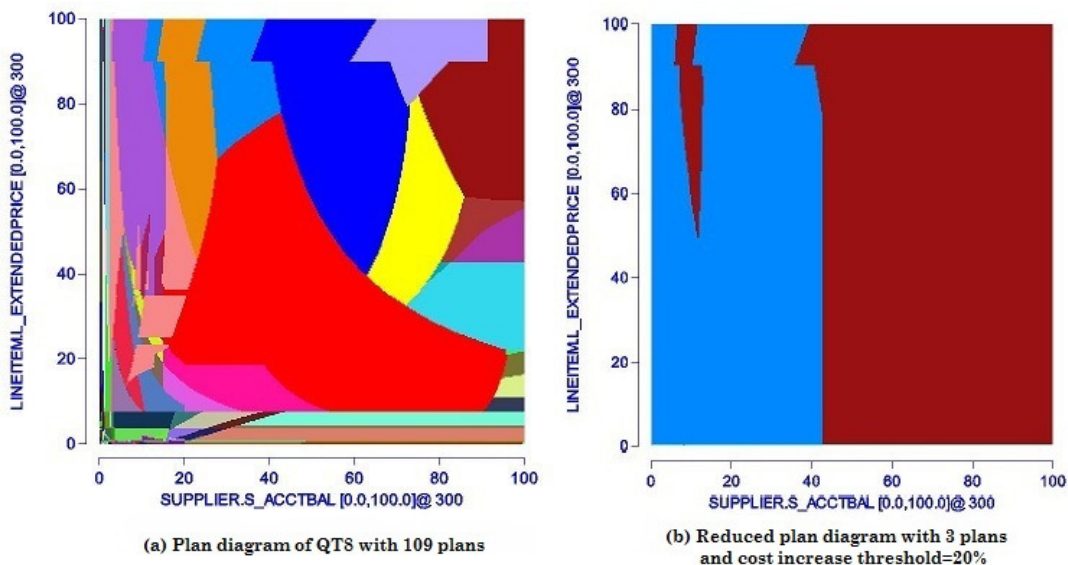 100
80
60
40
20
0
LINEITEM.L_EXTENDEDPRICE [0.0,100.0]@ 300
0 20 40 60 80 100
SUPPLIER.S_ACCTBAL [0.0,100.0]@ 300
(a) Plan diagram of QT8 with 109 plans
100
80
60
40
20
0
LINEITEM.L_EXTENDEDPRICE [0.0,100.0]@ 300
0 20 40 60 80 100
SUPPLIER.S_ACCTBAL [0.0,100.0]@ 300
(b) Reduced plan diagram with 3 plans
and cost increase threshold=20%